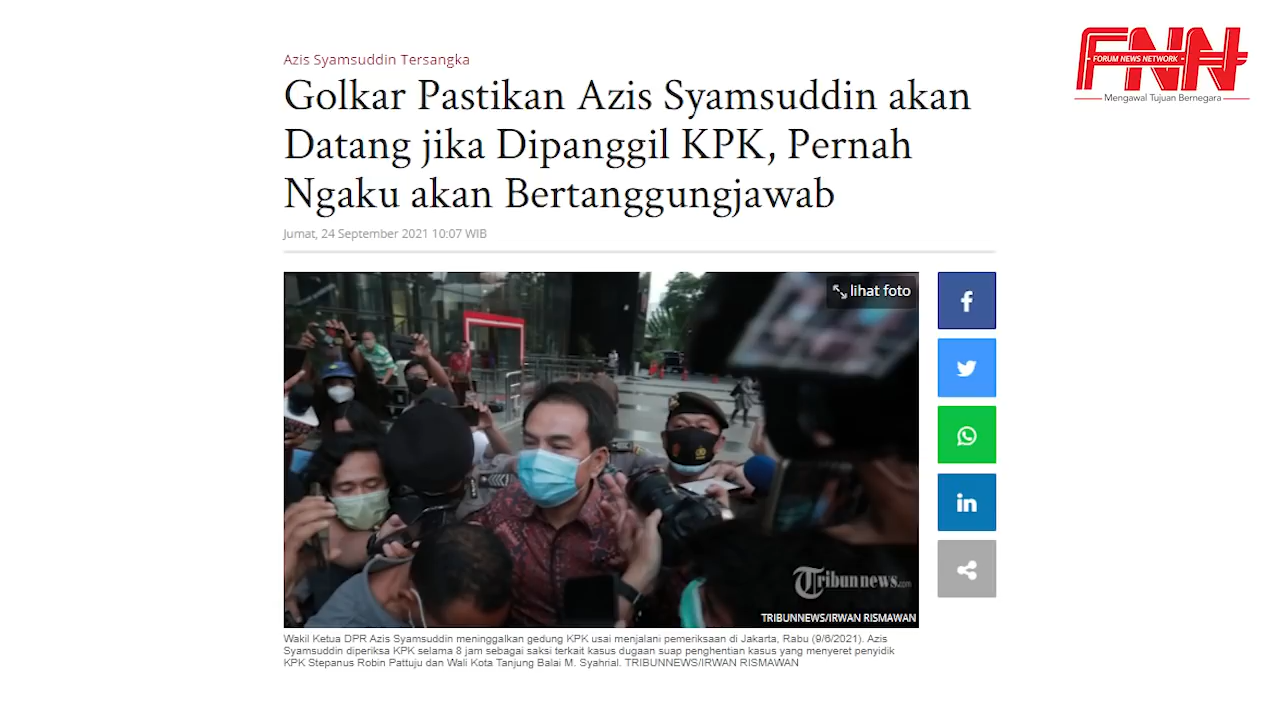 Azis Syamsuddin Tersangka
Golkar Pastikan Azis Syamsuddin akan
Datang jika Dipanggil KPK, Pernah
Ngaku akan Bertanggungjawab
Jumat, 24 September 2021 10:07 WIB
FNN
FORUM NEWS NETWORK
Mengawal Tujuan Bernegara
lihat foto
Tribunnews.com
TRIBUNNEWS/IRWAN RISMAWAN
Wakil Ketua DPR Azis Syamsuddin meninggalkan gedung KPK usai menjalani pemeriksaan di Jakarta, Rabu (9/6/2021). Azis
Syamsuddin diperiksa KPK selama 8 jam sebagai saksi terkait kasus dugaan suap penghentian kasus yang menyeret penyidik
KPK Stepanus Robin Pattuju dan Wali Kota Tanjung Balai M. Syahrial. TRIBUNNEWS/IRWAN RISMAWAN